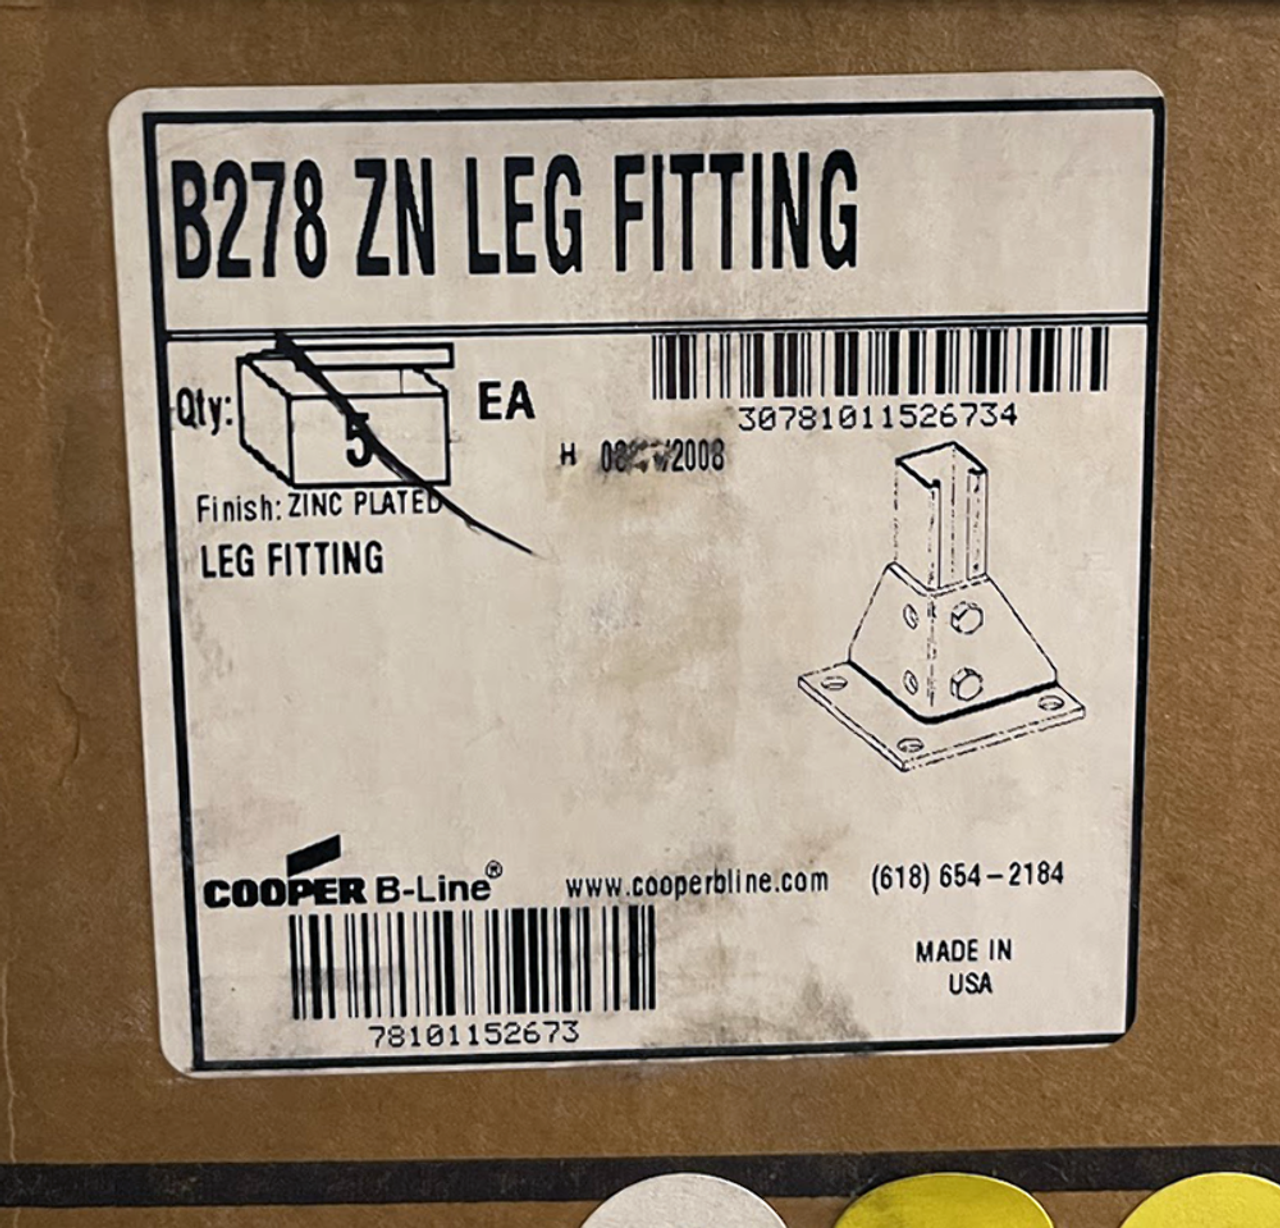 B278 ZN LEG FITTING
Qty: 5 EA
30781011526734
H /2008
Finish: ZINC PLATED
LEG FITTING
COOPER B-Line® www.cooperbline.com (618) 654-2184
78101152673
MADE IN
USA